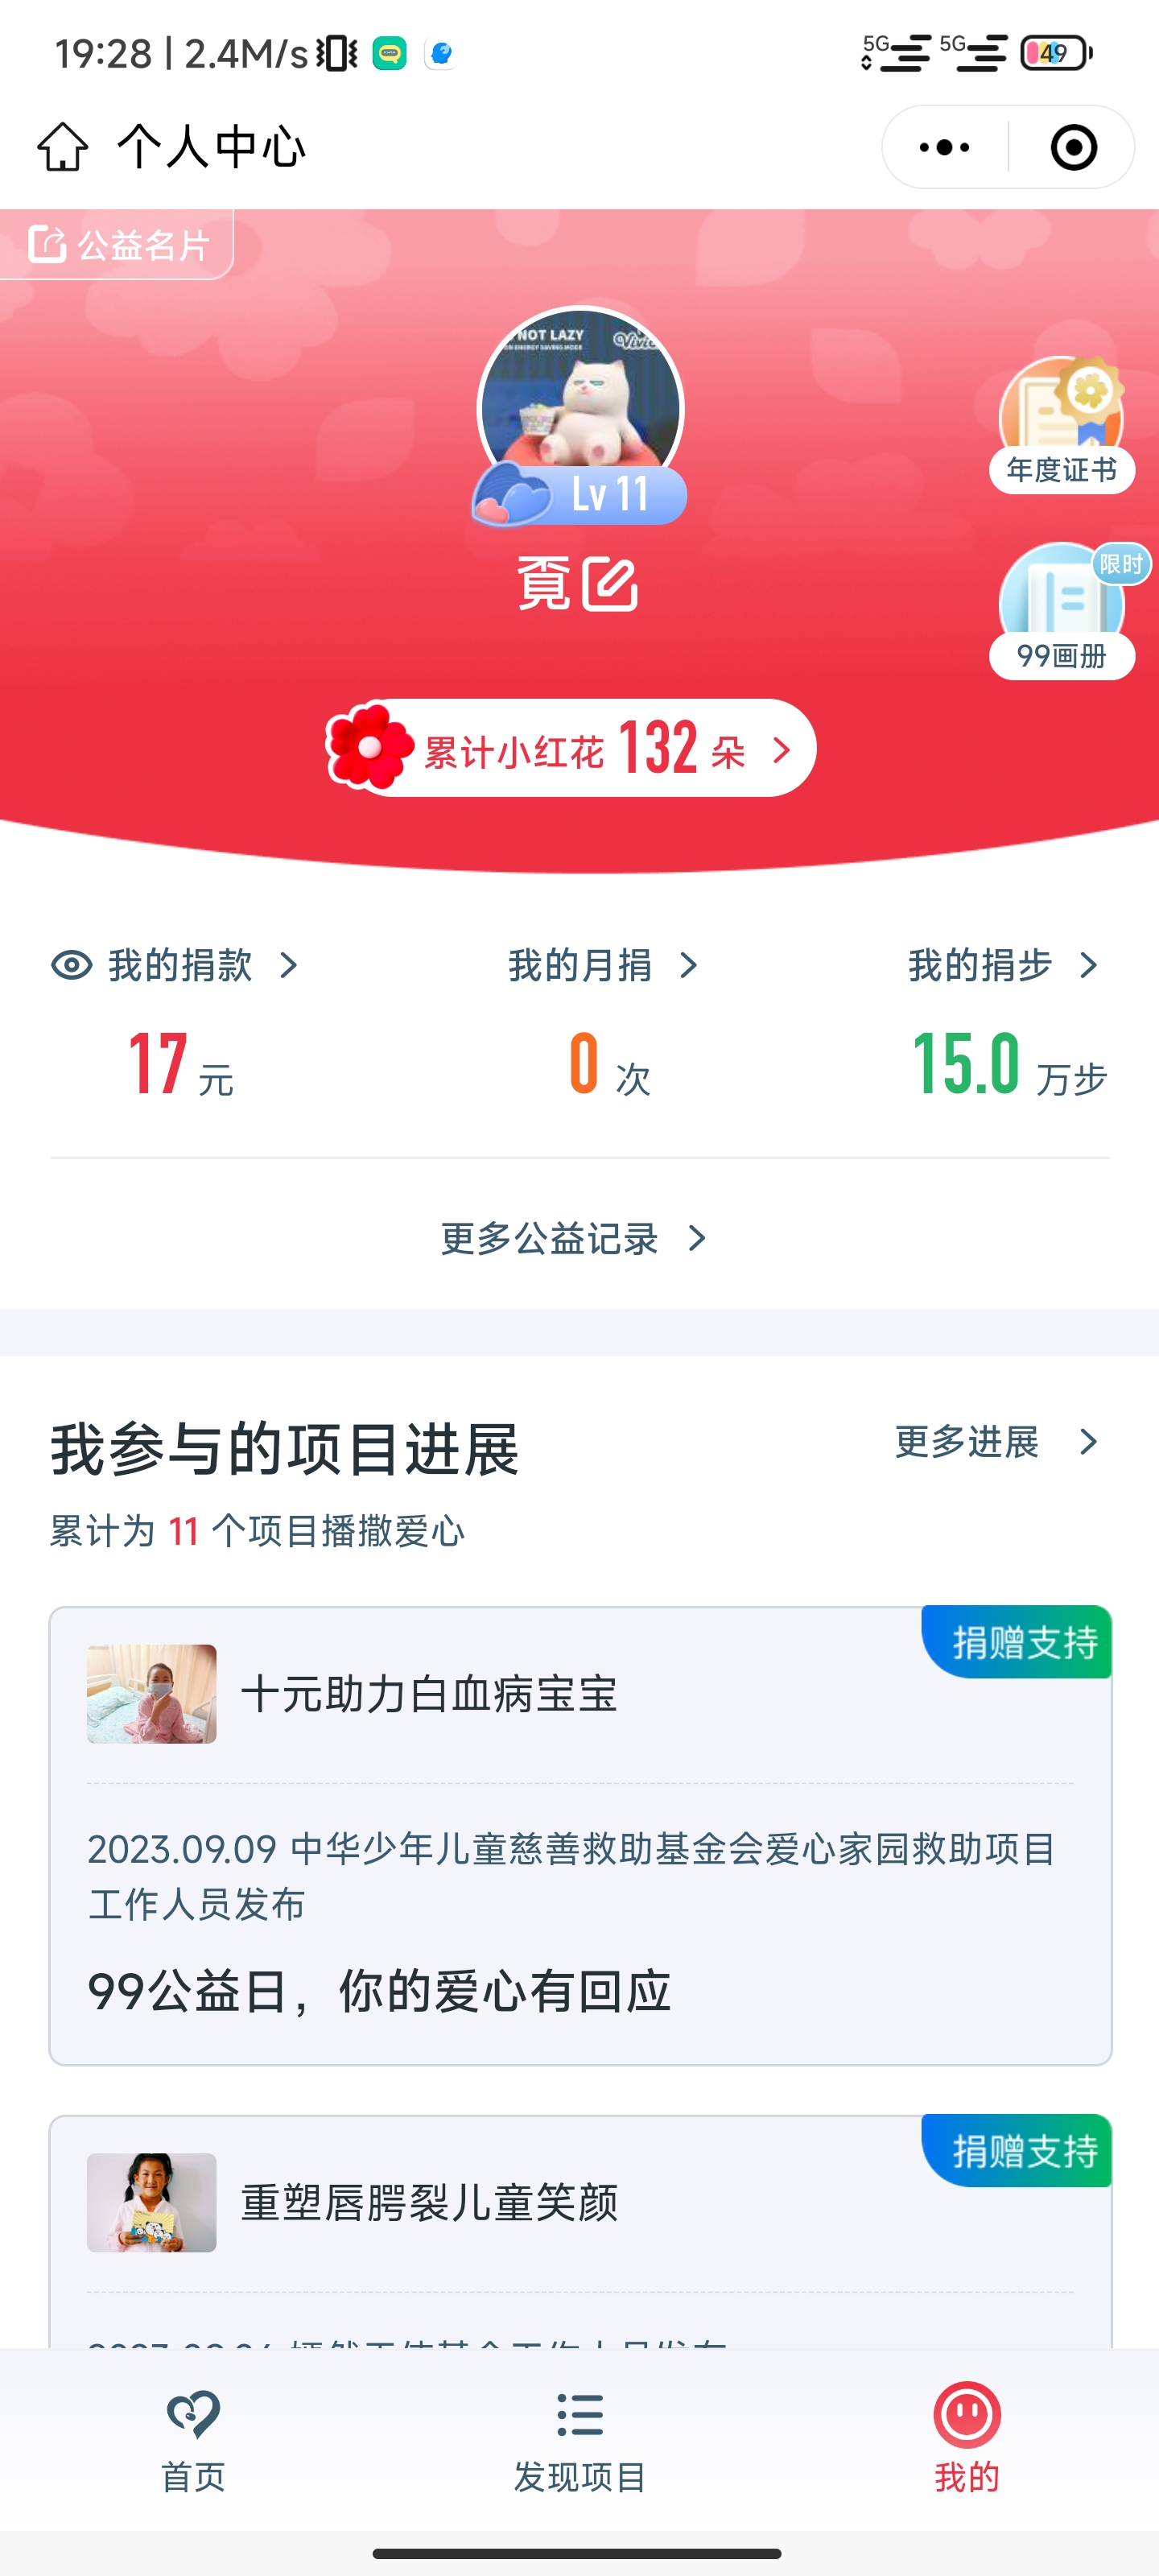 19:28 | 2.4M/s
5G 5G 49
个人中心
公益名片
NOT LAZY
Lv 11
覔
年度证书
限时
99画册
累计小红花 132 朵
我的捐款 我的月捐 我的捐步
17 元 0 次 15.0 万步
更多公益记录
我参与的项目进展 更多进展
累计为 11 个项目播撒爱心
捐赠支持
十元助力白血病宝宝
2023.09.09 中华少年儿童慈善救助基金会爱心家园救助项目
工作人员发布
99公益日，你的爱心有回应
捐赠支持
重塑唇腭裂儿童笑颜
首页 发现项目 我的